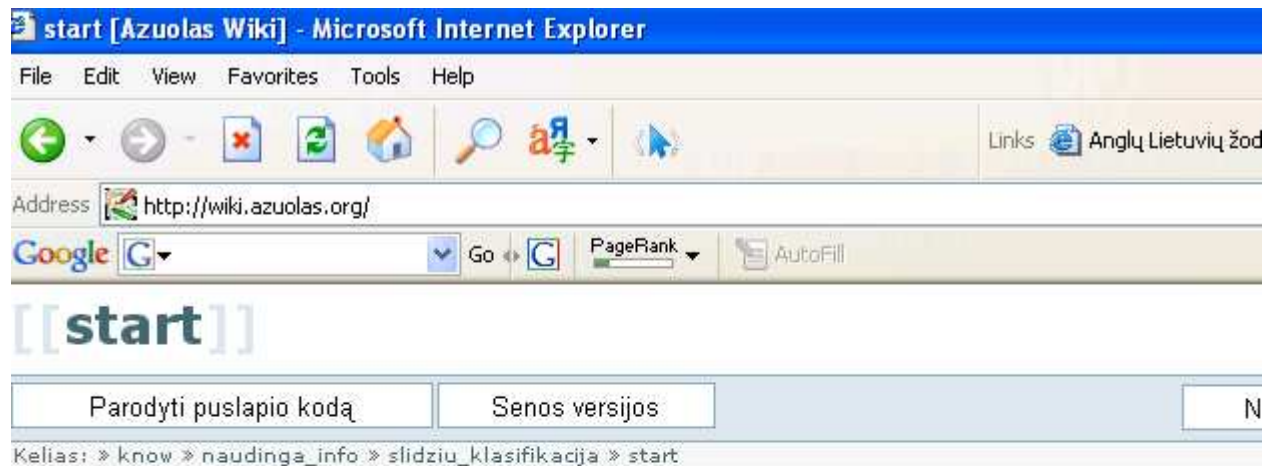 start [Azuolas Wiki] - Microsoft Internet Explorer
File Edit View Favorites Tools Help
Links Anglų Lietuvių žod
Address http://wiki.azuolas.org/
Google G Go G PageRank AutoFill
[[start]]
Parodyti puslapio kodą Senos versijos N
Kelias: » know » naudinga_info » slidziu_klasifikacija » start